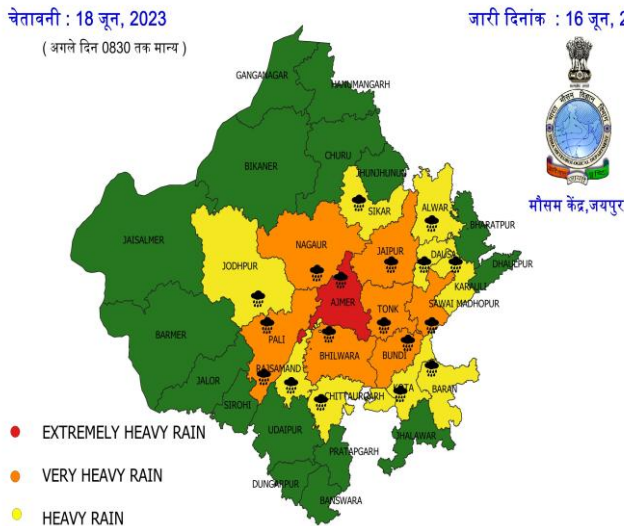 चेतावनी : 18 जून, 2023
जारी दिनांक : 16 जून, 2
( अगले दिन 0830 तक मान्य )
मौसम केंद्र,जयपुर
GANGANAGAR
HANUMANGARH
BIKANER
CHURU
JHUNJHUNU
SIKAR
ALWAR
BHARATPUR
JAISALMER
NAGAUR
JAIPUR
DAUSA
DHAULPUR
JODHPUR
KARAULI
AJMER
TONK
SAWAI MADHOPUR
BARMER
PALI
BHILWARA
BUNDI
RAJSAMAND
JALOR
SIROHI
CHITTAURGARH
KOTA
BARAN
UDAIPUR
JHALAWAR
PRATAPGARH
DUNGARPUR
BANSWARA
EXTREMELY HEAVY RAIN
VERY HEAVY RAIN
HEAVY RAIN